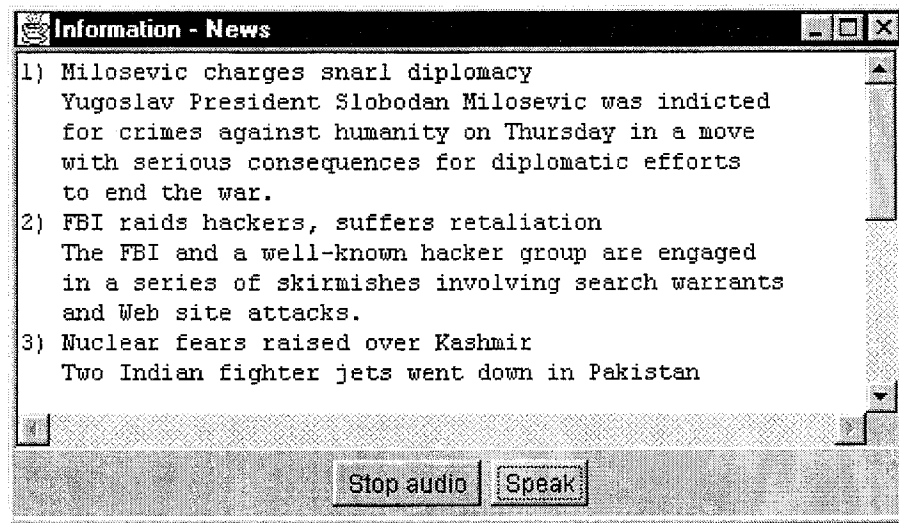 Information - News
1) Milosevic charges snarl diplomacy
Yugoslav President Slobodan Milosevic was indicted
for crimes against humanity on Thursday in a move
with serious consequences for diplomatic efforts
to end the war.
2) FBI raids hackers, suffers retaliation
The FBI and a well-known hacker group are engaged
in a series of skirmishes involving search warrants
and Web site attacks.
3) Nuclear fears raised over Kashmir
Two Indian fighter jets went down in Pakistan
Stop audio Speak